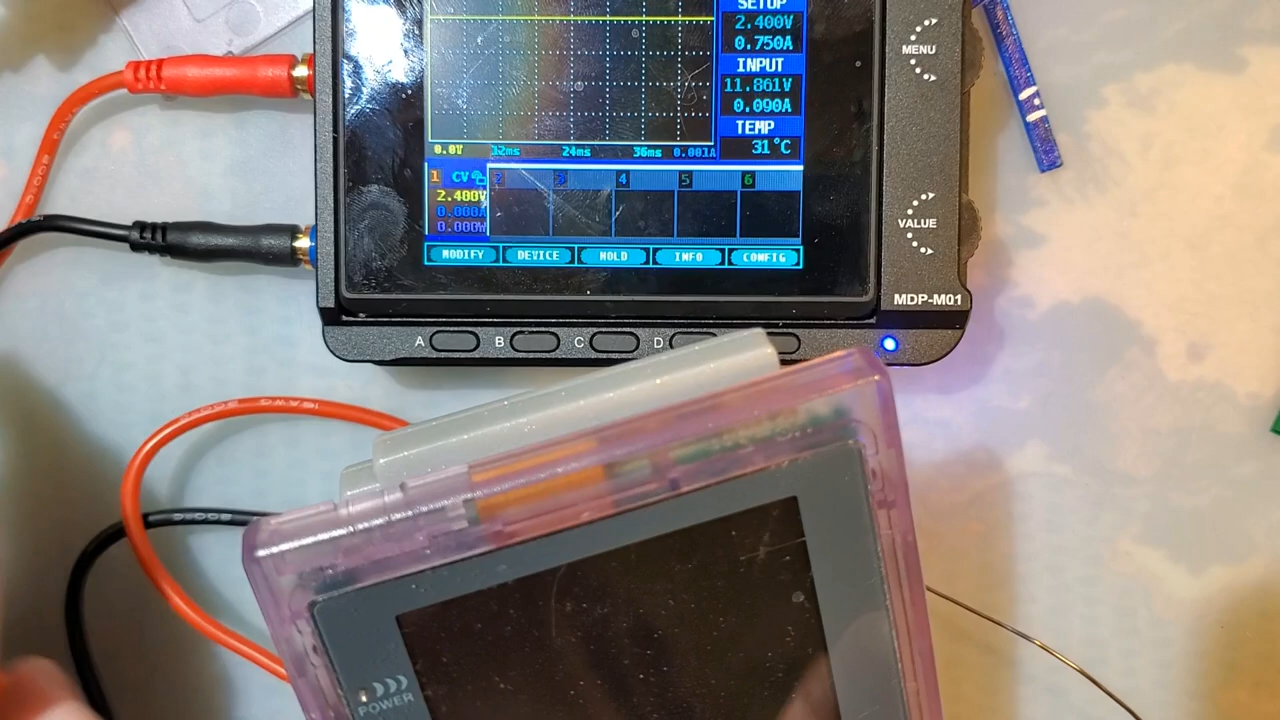 SETUP
2.400V
0.750A
INPUT
11.861V
0.090A
TEMP
31°C
0.0V 12ms 24ms 36ms 0.001A
1 CV 2 3 4 5 6
2.400V
0.000A
0.000W
MODIFY DEVICE HOLD INFO CONFIG
MENU
VALUE
MDP-M01
A B C D
16AWG
POWER